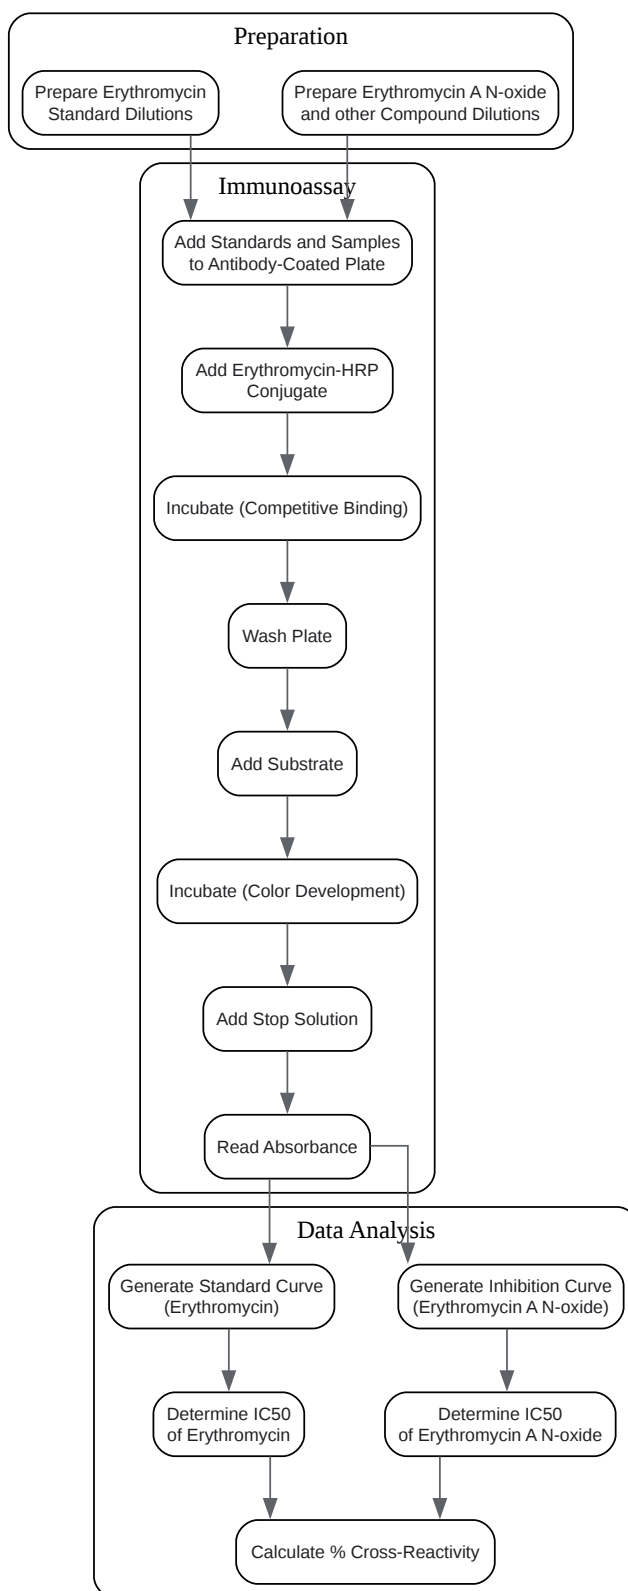 Preparation
Prepare Erythromycin
Standard Dilutions
Prepare Erythromycin A N-oxide
and other Compound Dilutions
Immunoassay
Add Standards and Samples
to Antibody-Coated Plate
Add Erythromycin-HRP
Conjugate
Incubate (Competitive Binding)
Wash Plate
Add Substrate
Incubate (Color Development)
Add Stop Solution
Read Absorbance
Data Analysis
Generate Standard Curve
(Erythromycin)
Generate Inhibition Curve
(Erythromycin A N-oxide)
Determine IC50
of Erythromycin
Determine IC50
of Erythromycin A N-oxide
Calculate % Cross-Reactivity